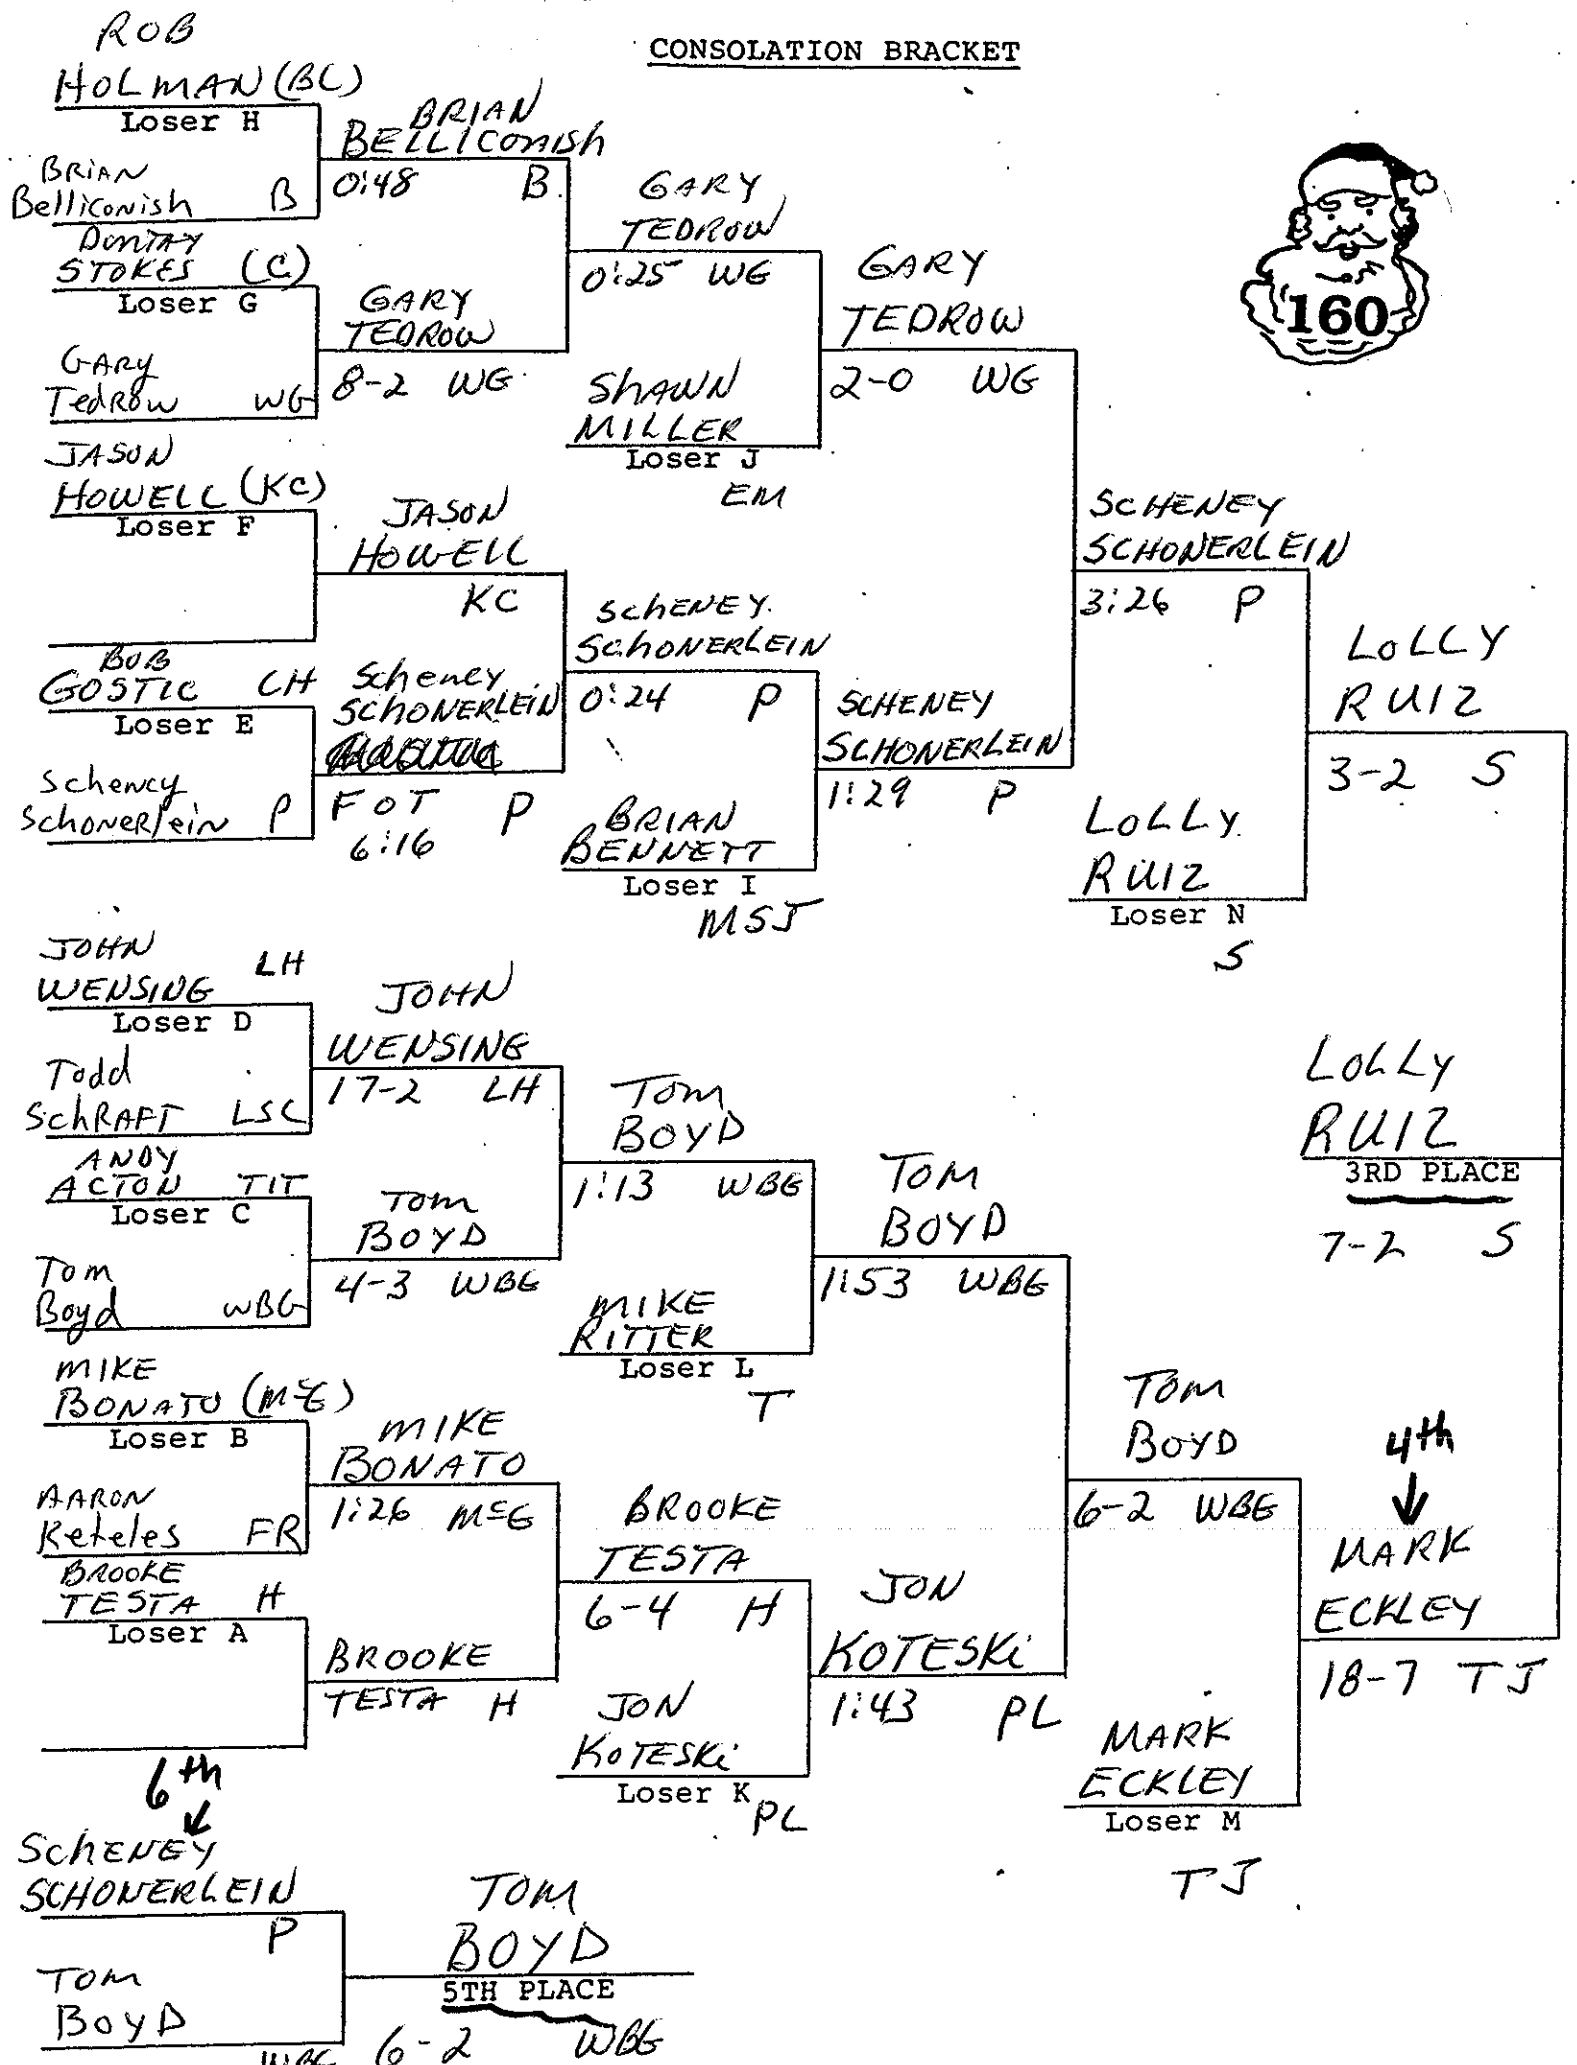 CONSOLATION BRACKET
160
ROB
HOLMAN (BC)
Loser H
BRIAN
Belliconish B
BRIAN
BELLICONISH
0:48 B
DONTAY
STOKES (C)
Loser G
GARY
TedRow WG
GARY
TEDROW
8-2 WG
GARY
TEDROW
0:25 WG
SHAWN
MILLER
Loser J
EM
GARY
TEDROW
2-0 WG
JASON
HOWELL (KC)
Loser F
JASON
HOWELL
KC
BOB
GOSTIC CH
Loser E
Scheney
Schonerlein P
Scheney
SCHONERLEIN
FOT P
6:16
SCHENEY
SCHONERLEIN
0:24 P
BRIAN
BENNETT
Loser I
MSJ
SCHENEY
SCHONERLEIN
1:29 P
SCHENEY
SCHONERLEIN
3:26 P
LOLLY
RUIZ
Loser N
S
LOLLY
RUIZ
3-2 S
JOHN
WENSING LH
Loser D
Todd
SchRAFT LSC
JOHN
WENSING
17-2 LH
ANDY
ACTON TIT
Loser C
Tom
Boyd WBG
TOM
BOYD
4-3 WBG
TOM
BOYD
1:13 WBG
MIKE
RITTER
Loser L
T
TOM
BOYD
1:53 WBG
MIKE
BONATO (McG)
Loser B
AARON
Keteles FR
MIKE
BONATO
1:26 McG
BROOKE
TESTA H
Loser A
BROOKE
TESTA H
BROOKE
TESTA
6-4 H
JON
KOTESKi
Loser K
PL
JON
KOTESKi
1:43 PL
TOM
BOYD
6-2 WBG
MARK
ECKLEY
Loser M
TJ
4th
MARK
ECKLEY
18-7 TJ
LOLLY
RUIZ
3RD PLACE
7-2 S
6th
SchENEY
SCHONERLEIN
P
TOM
BOYD
WBG
TOM
BOYD
5TH PLACE
6-2 WBG